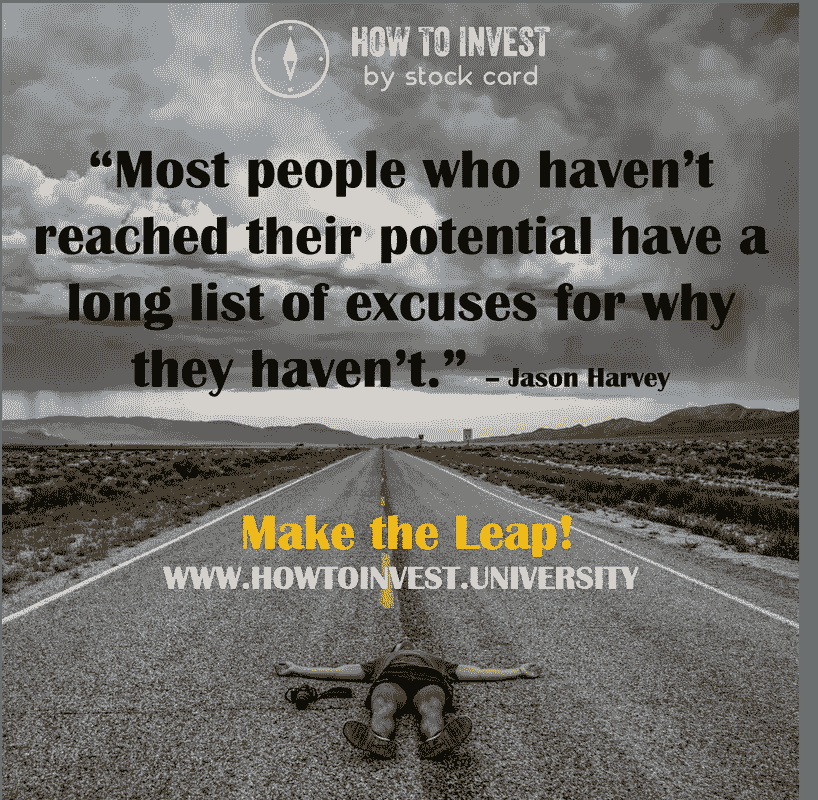 HOW TO INVEST
by stock card
“Most people who haven’t
reached their potential have a
long list of excuses for why
they haven’t.” – Jason Harvey
Make the Leap!
WWW.HOWTOINVEST.UNIVERSITY